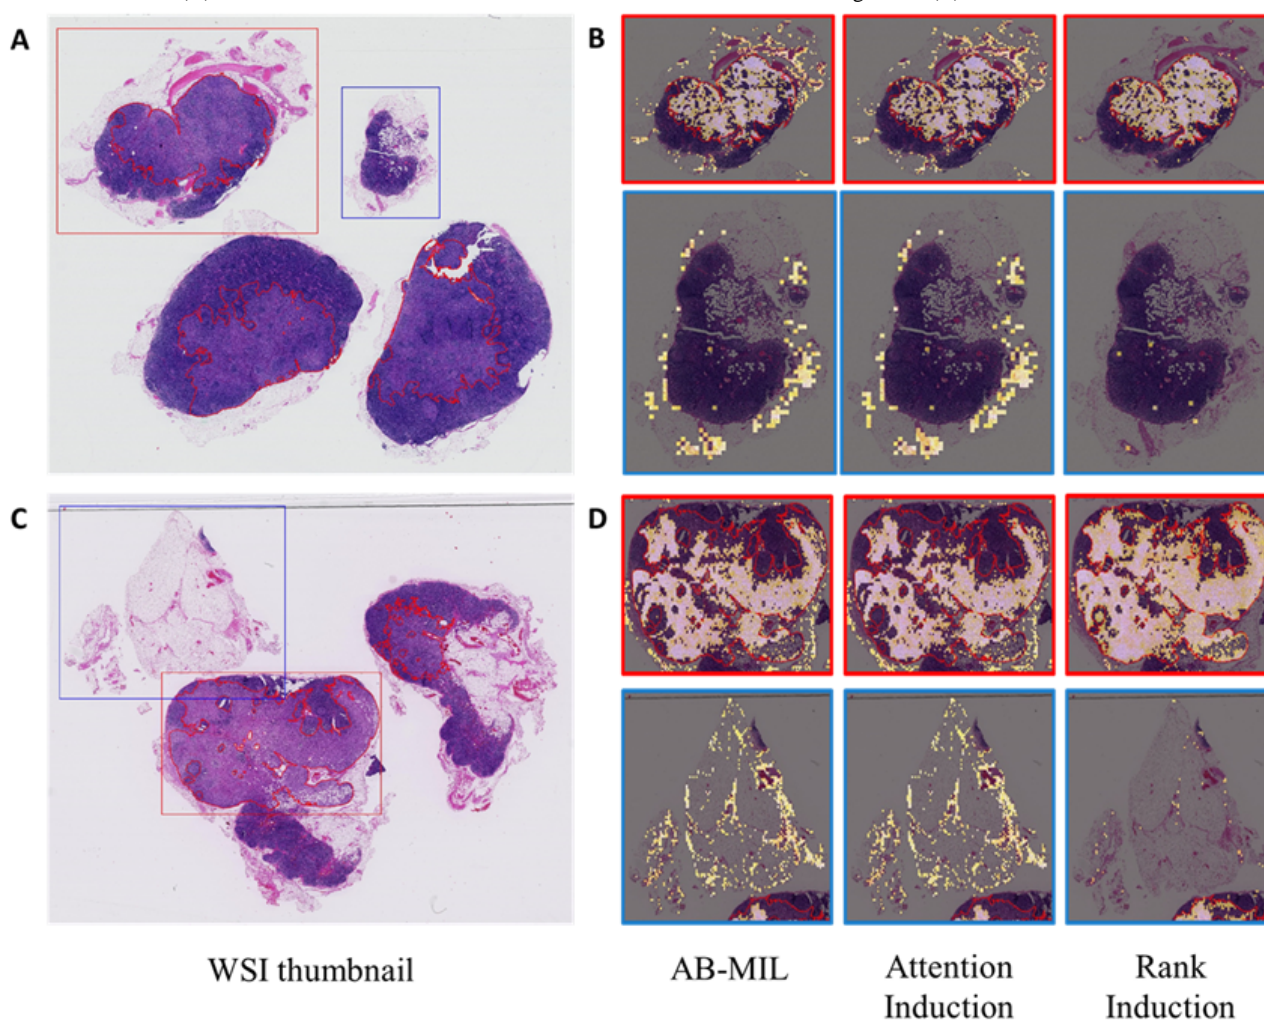 A
B
C
D
WSI thumbnail
AB-MIL
Attention
Induction
Rank
Induction